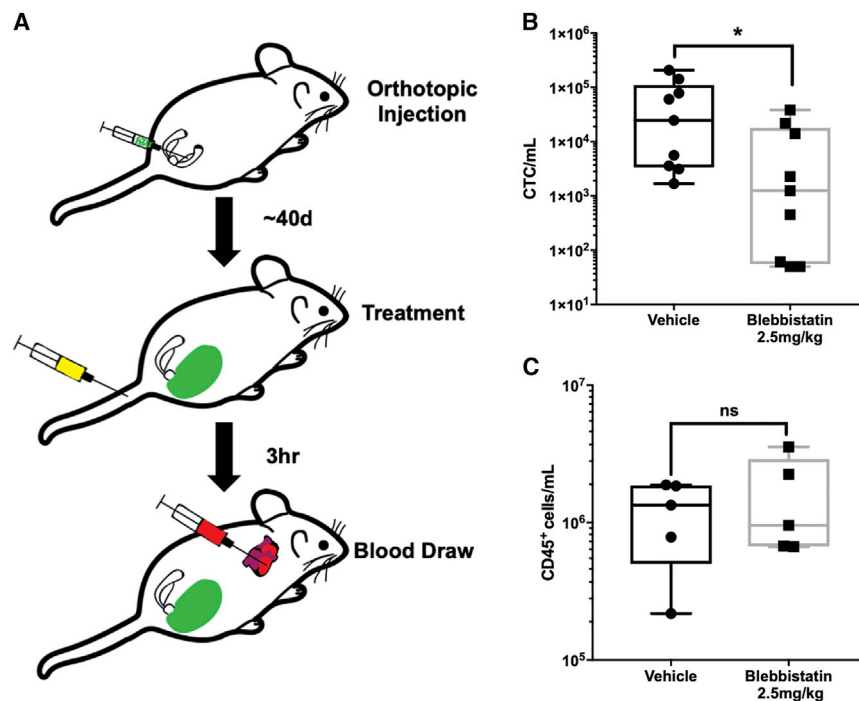 A
Orthotopic
Injection
~40d
Treatment
3hr
Blood Draw
B
1×10⁶
1×10⁵
1×10⁴
1×10³
1×10²
1×10¹
CTC/mL
*
Vehicle
Blebbistatin
2.5mg/kg
C
10⁷
10⁶
10⁵
CD45⁺ cells/mL
ns
Vehicle
Blebbistatin
2.5mg/kg